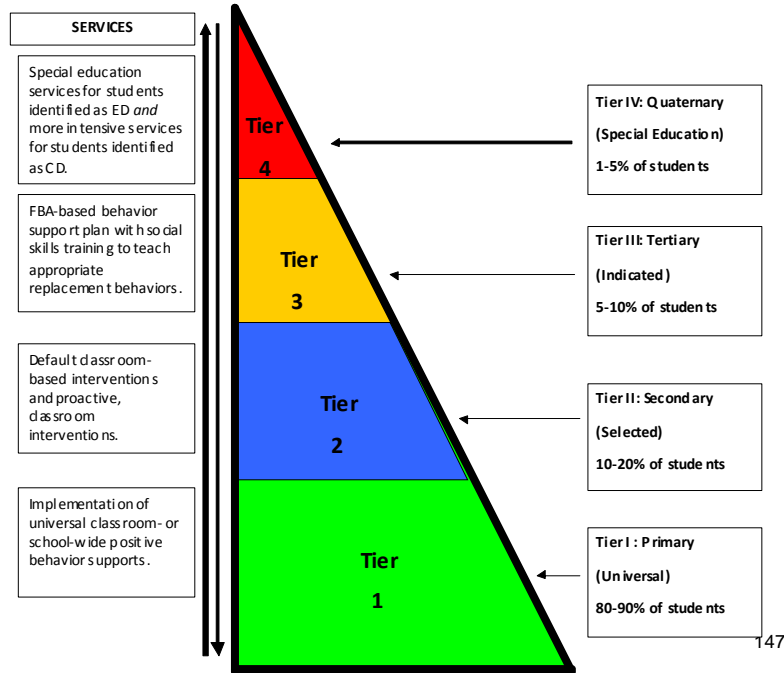 SERVICES
Special education
services for students
identified as ED and
more intensive services
for students identified
as CD.
FBA-based behavior
support plan with social
skills training to teach
appropriate
replacement behaviors.
Default classroom-
based interventions
and proactive,
classroom
interventions.
Implementation of
universal classroom- or
school-wide positive
behavior supports.
Tier
4
Tier
3
Tier
2
Tier
1
Tier IV: Quaternary
(Special Education)
1-5% of students
Tier III: Tertiary
(Indicated)
5-10% of students
Tier II: Secondary
(Selected)
10-20% of students
Tier I : Primary
(Universal)
80-90% of students
147